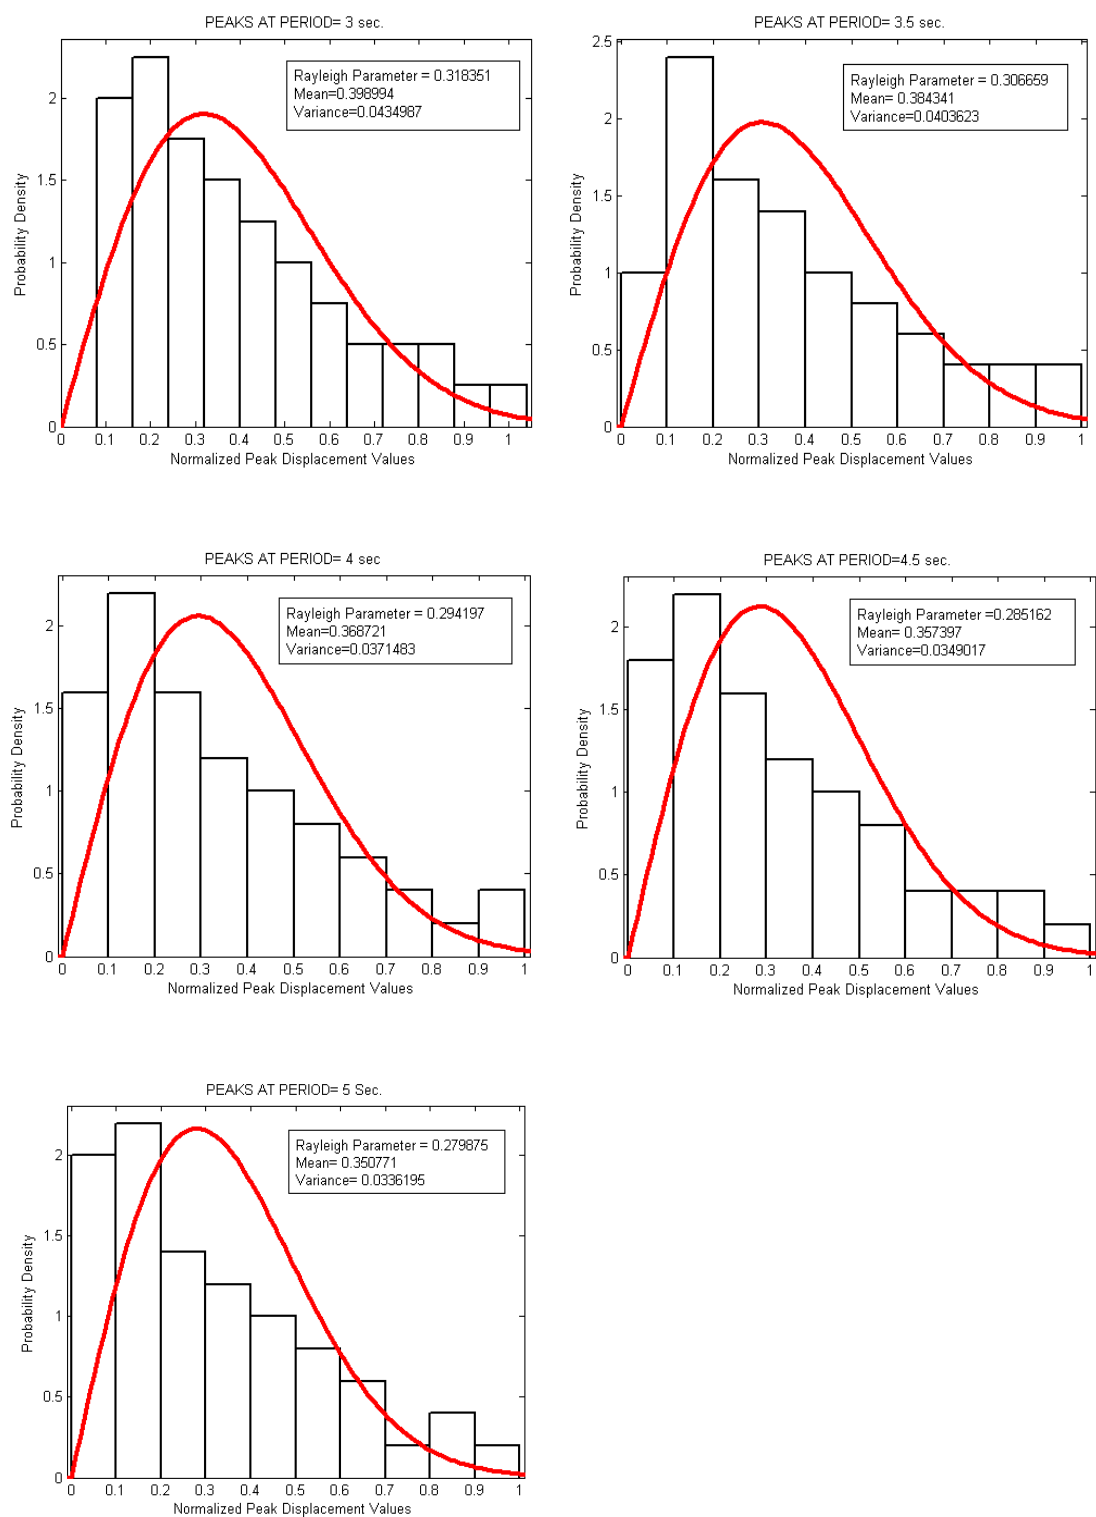 PEAKS AT PERIOD= 3 sec.
Rayleigh Parameter = 0.318351
Mean=0.398994
Variance=0.0434987
Probability Density
2
1.5
1
0.5
0
0 0.1 0.2 0.3 0.4 0.5 0.6 0.7 0.8 0.9 1
Normalized Peak Displacement Values
PEAKS AT PERIOD= 3.5 sec.
Rayleigh Parameter = 0.306659
Mean= 0.384341
Variance=0.0403623
Probability Density
2.5
2
1.5
1
0.5
0
0 0.1 0.2 0.3 0.4 0.5 0.6 0.7 0.8 0.9 1
Normalized Peak Displacement Values
PEAKS AT PERIOD= 4 sec
Rayleigh Parameter = 0.294197
Mean=0.368721
Variance=0.0371483
Probability Density
2
1.5
1
0.5
0
0 0.1 0.2 0.3 0.4 0.5 0.6 0.7 0.8 0.9 1
Normalized Peak Displacement Values
PEAKS AT PERIOD=4.5 sec.
Rayleigh Parameter =0.285162
Mean= 0.357397
Variance=0.0349017
Probability Density
2
1.5
1
0.5
0
0 0.1 0.2 0.3 0.4 0.5 0.6 0.7 0.8 0.9 1
Normalized Peak Displacement Values
PEAKS AT PERIOD= 5 Sec.
Rayleigh Parameter = 0.279875
Mean= 0.350771
Variance= 0.0336195
Probability Density
2
1.5
1
0.5
0
0 0.1 0.2 0.3 0.4 0.5 0.6 0.7 0.8 0.9 1
Normalized Peak Displacement Values